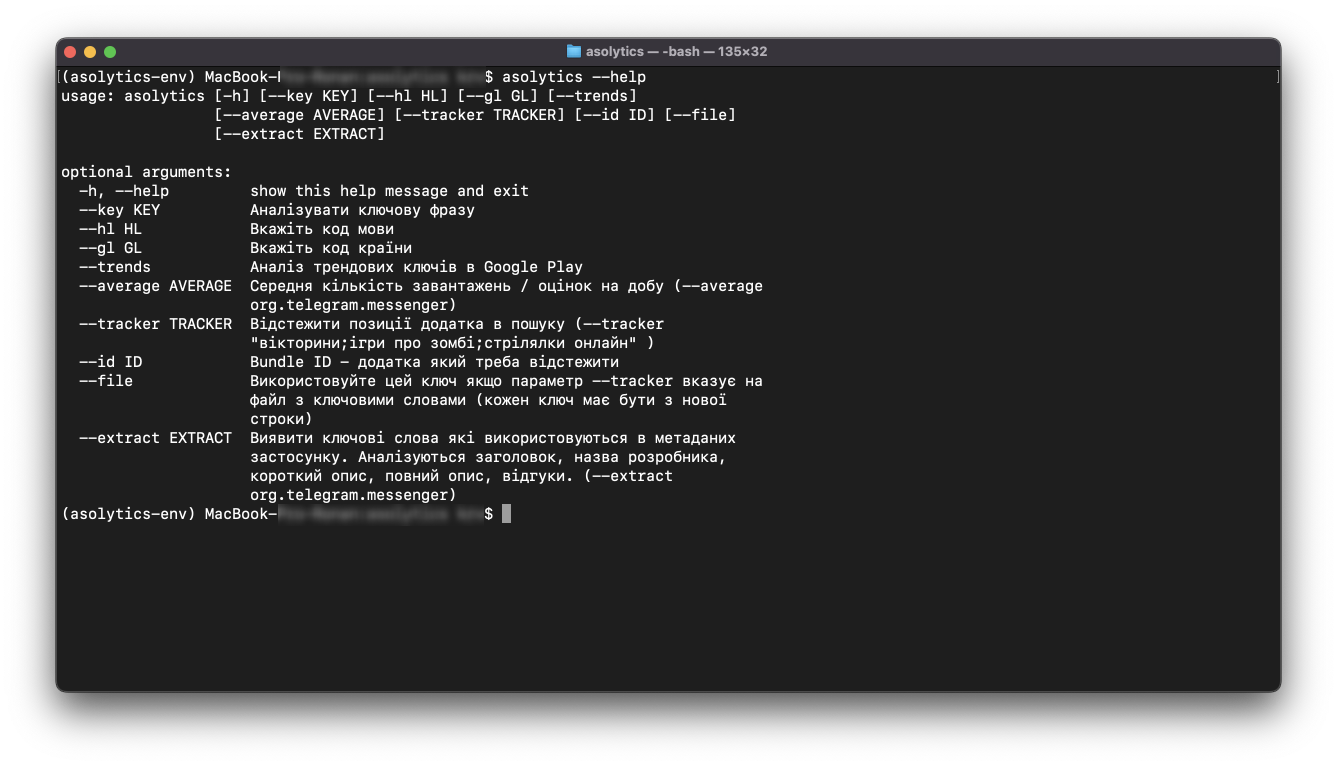 asolytics — -bash — 135×32
(asolytics-env) MacBook- $ asolytics --help
usage: asolytics [-h] [--key KEY] [--hl HL] [--gl GL] [--trends]
[--average AVERAGE] [--tracker TRACKER] [--id ID] [--file]
[--extract EXTRACT]
optional arguments:
-h, --help show this help message and exit
--key KEY Аналізувати ключову фразу
--hl HL Вкажіть код мови
--gl GL Вкажіть код країни
--trends Аналіз трендових ключів в Google Play
--average AVERAGE Середня кількість завантажень / оцінок на добу (--average
org.telegram.messenger)
--tracker TRACKER Відстежити позиції додатка в пошуку (--tracker
"вікторини;ігри про зомбі;стрілялки онлайн" )
--id ID Bundle ID – додатка який треба відстежити
--file Використовуйте цей ключ якщо параметр --tracker вказує на
файл з ключовими словами (кожен ключ має бути з нової
строки)
--extract EXTRACT Виявити ключові слова які використовуються в метаданих
застосунку. Аналізуються заголовок, назва розробника,
короткий опис, повний опис, відгуки. (--extract
org.telegram.messenger)
(asolytics-env) MacBook- $